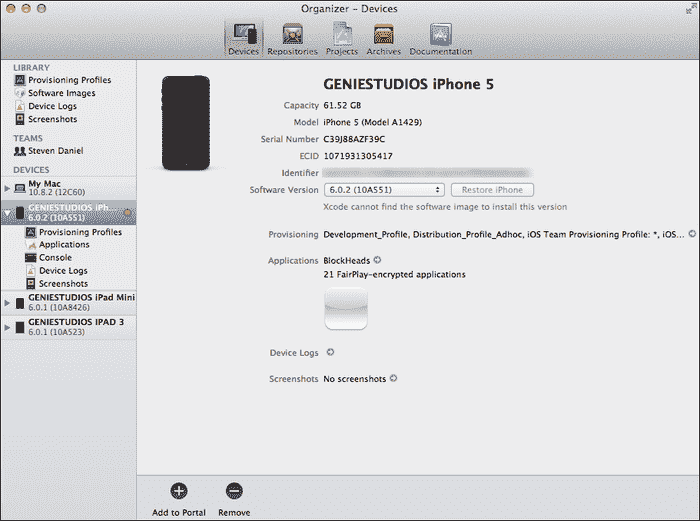 Organizer – Devices
Devices
Repositories
Projects
Archives
Documentation
LIBRARY
Provisioning Profiles
Software Images
Device Logs
Screenshots
TEAMS
Steven Daniel
DEVICES
My Mac
10.8.2 (12C60)
GENIESTUDIOS iPh...
6.0.2 (10A551)
Provisioning Profiles
Applications
Console
Device Logs
Screenshots
GENIESTUDIOS iPad Mini
6.0.1 (10A8426)
GENIESTUDIOS IPAD 3
6.0.1 (10A523)
GENIESTUDIOS iPhone 5
Capacity 61.52 GB
Model iPhone 5 (Model A1429)
Serial Number C39J88AZF39C
ECID 1071931305417
Identifier
Software Version 6.0.2 (10A551) Restore iPhone
Xcode cannot find the software image to install this version
Provisioning Development_Profile, Distribution_Profile_Adhoc, iOS Team Provisioning Profile: *, iOS...
Applications BlockHeads
21 FairPlay-encrypted applications
Device Logs
Screenshots No screenshots
Add to Portal
Remove